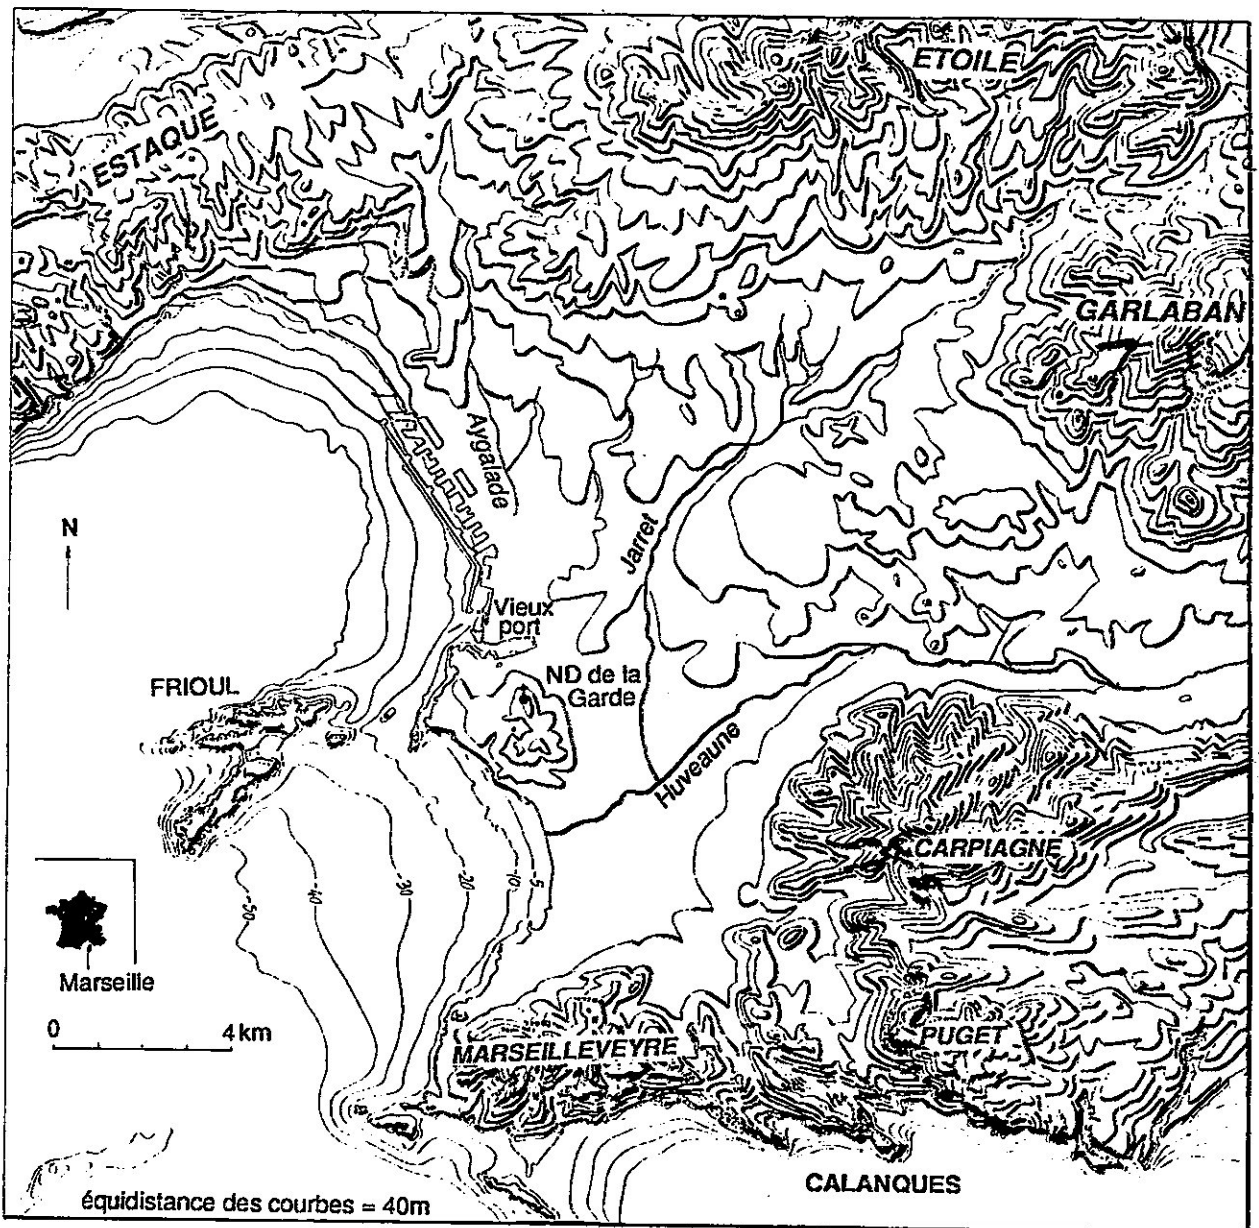 ETOILE
ESTAQUE
GARLABAN
Aygalade
N
Jarret
Vieux
port
FRIOUL
ND de la
Garde
Huveaune
CARPIAGNE
-50
-40
-30
-20
-10
-5
Marseille
0 4 km
MARSEILLEVEYRE
PUGET
CALANQUES
équidistance des courbes = 40m